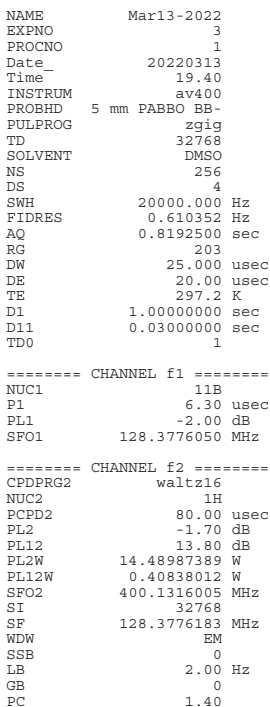 NAME Mar13-2022
EXPNO 3
PROCNO 1
Date_ 20220313
Time 19.40
INSTRUM av400
PROBHD 5 mm PABBO BB-
PULPROG zgig
TD 32768
SOLVENT DMSO
NS 256
DS 4
SWH 20000.000 Hz
FIDRES 0.610352 Hz
AQ 0.8192500 sec
RG 203
DW 25.000 usec
DE 20.00 usec
TE 297.2 K
D1 1.00000000 sec
D11 0.03000000 sec
TD0 1
======== CHANNEL f1 ========
NUC1 11B
P1 6.30 usec
PL1 -2.00 dB
SFO1 128.3776050 MHz
======== CHANNEL f2 ========
CPDPRG2 waltz16
NUC2 1H
PCPD2 80.00 usec
PL2 -1.70 dB
PL12 13.80 dB
PL2W 14.48987389 W
PL12W 0.40838012 W
SFO2 400.1316005 MHz
SI 32768
SF 128.3776183 MHz
WDW EM
SSB 0
LB 2.00 Hz
GB 0
PC 1.40